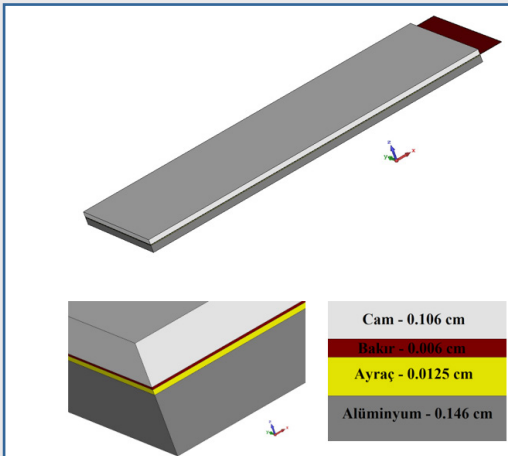 Cam - 0.106 cm
Bakır - 0.006 cm
Ayraç - 0.0125 cm
Alüminyum - 0.146 cm